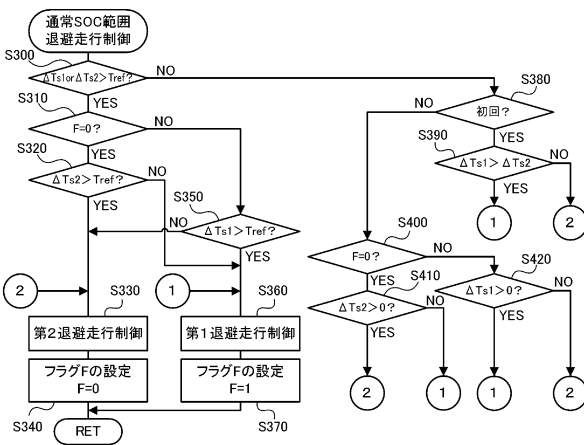 通常SOC範囲
退避走行制御
S300
ΔTs1orΔTs2>Tref?
NO
YES
S310
F=0?
NO
YES
S320
ΔTs2>Tref?
NO
YES
S350
ΔTs1>Tref?
NO
YES
S380
初回?
NO
YES
S390
ΔTs1>ΔTs2
NO
YES
1
2
S400
F=0?
NO
YES
S410
ΔTs2>0?
NO
YES
S420
ΔTs1>0?
NO
YES
2
1
1
2
2
S330
第2退避走行制御
フラグFの設定
F=0
S340
1
S360
第1退避走行制御
フラグFの設定
F=1
S370
RET